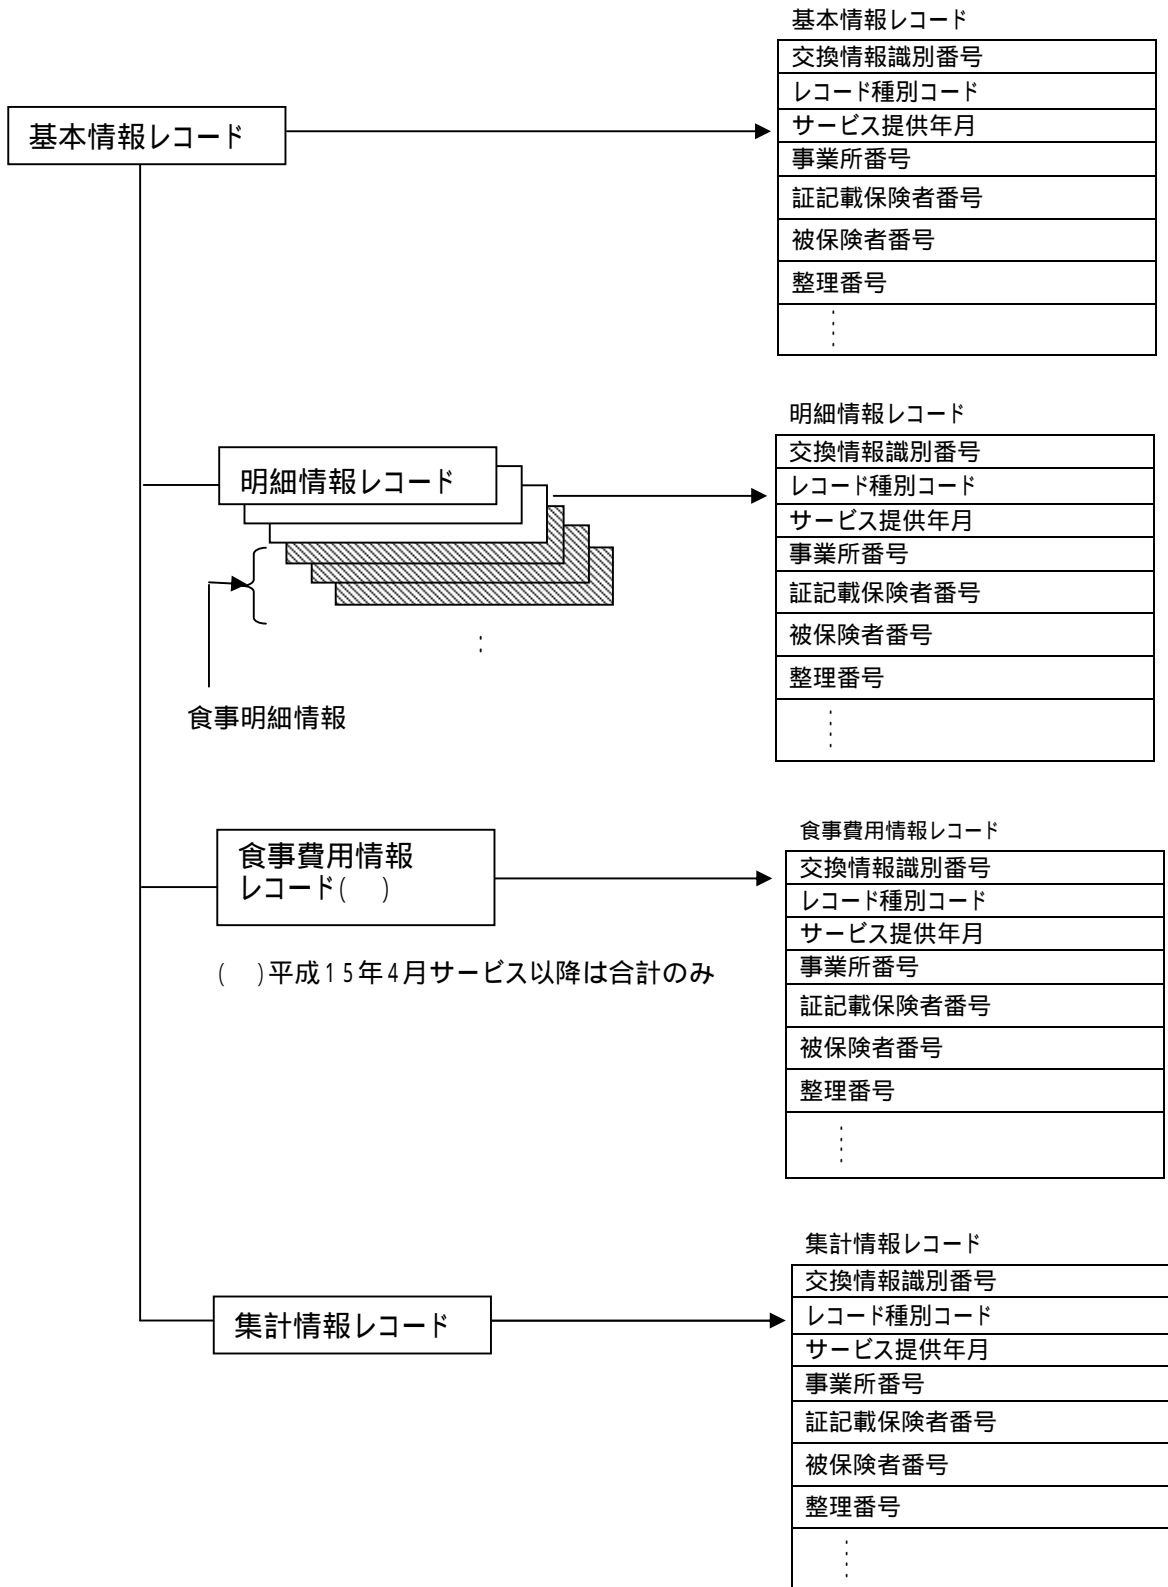 基本情報レコード
基本情報レコード
交換情報識別番号
レコード種別コード
サービス提供年月
事業所番号
証記載保険者番号
被保険者番号
整理番号
明細情報レコード
食事明細情報
明細情報レコード
交換情報識別番号
レコード種別コード
サービス提供年月
事業所番号
証記載保険者番号
被保険者番号
整理番号
食事費用情報
レコード(　)
(　)平成15年4月サービス以降は合計のみ
食事費用情報レコード
交換情報識別番号
レコード種別コード
サービス提供年月
事業所番号
証記載保険者番号
被保険者番号
整理番号
集計情報レコード
集計情報レコード
交換情報識別番号
レコード種別コード
サービス提供年月
事業所番号
証記載保険者番号
被保険者番号
整理番号